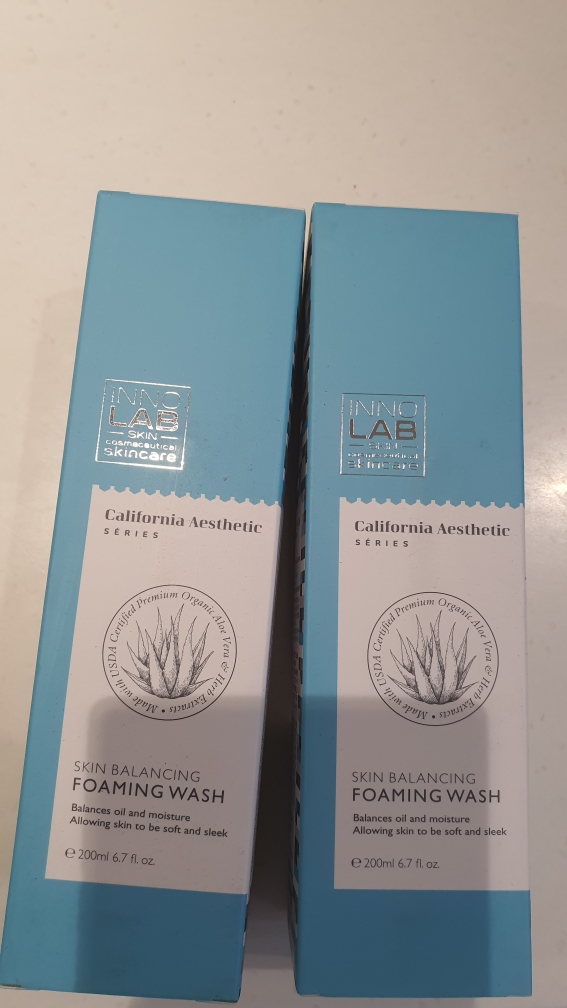 INNO
LAB
SKIN
cosmeceutical
skincare
California Aesthetic
SÉRIES
Made with USDA Certified Premium Organic Aloe Vera & Herb Extracts •
SKIN BALANCING
FOAMING WASH
Balances oil and moisture
Allowing skin to be soft and sleek
e 200ml 6.7 fl. oz.
INNO
LAB
SKIN
cosmeceutical
skincare
California Aesthetic
SÉRIES
Made with USDA Certified Premium Organic Aloe Vera & Herb Extracts •
SKIN BALANCING
FOAMING WASH
Balances oil and moisture
Allowing skin to be soft and sleek
e 200ml 6.7 fl. oz.